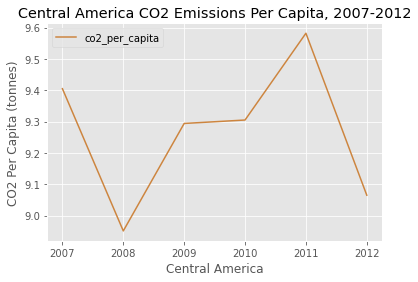 Central America CO2 Emissions Per Capita, 2007-2012
co2_per_capita
CO2 Per Capita (tonnes)
9.6
9.5
9.4
9.3
9.2
9.1
9.0
2007 2008 2009 2010 2011 2012
Central America